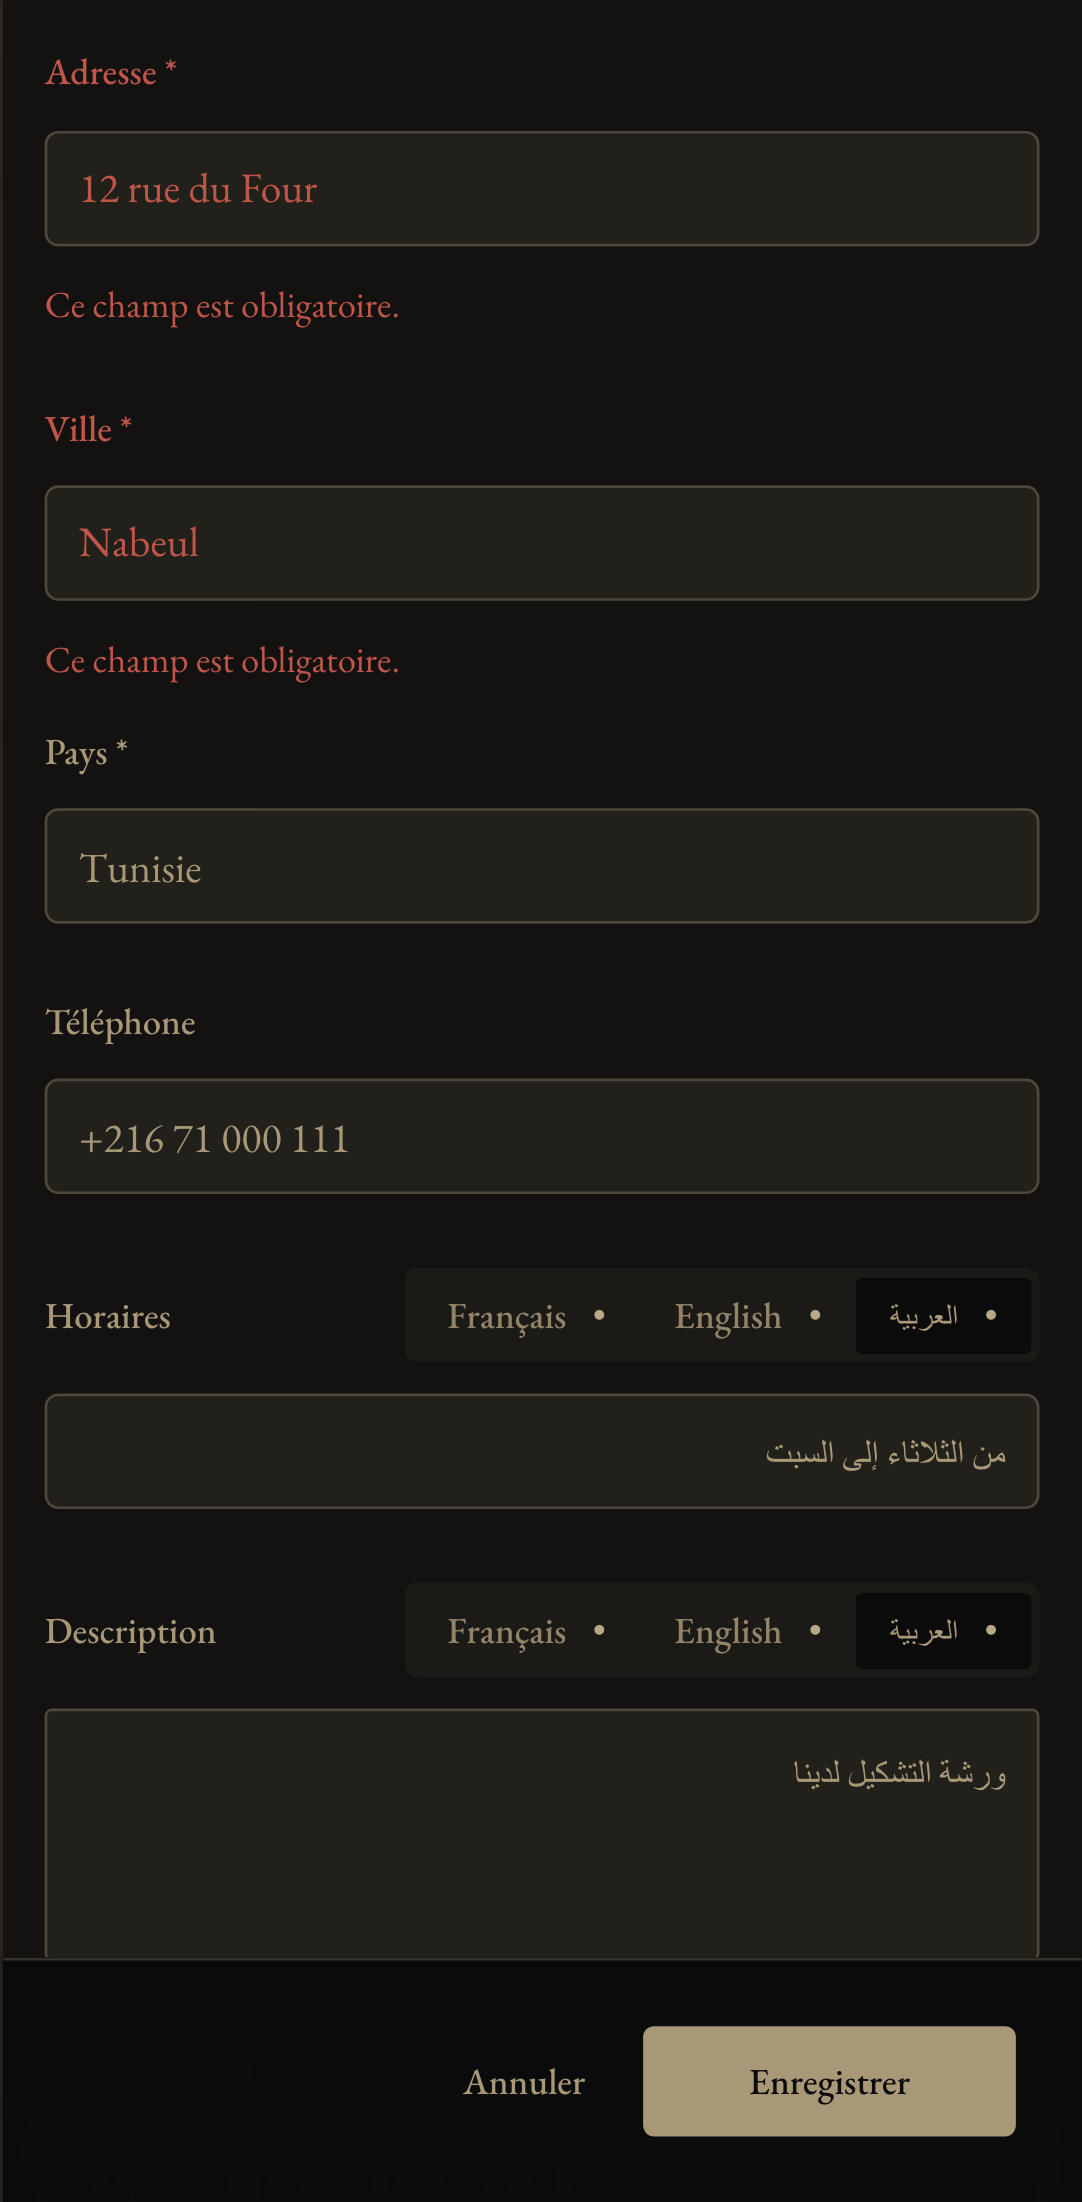 Adresse *
12 rue du Four
Ce champ est obligatoire.
Ville *
Nabeul
Ce champ est obligatoire.
Pays *
Tunisie
Téléphone
+216 71 000 111
Horaires Français • English • العربية •
من الثلاثاء إلى السبت
Description Français • English • العربية •
ورشة التشكيل لدينا
Annuler Enregistrer